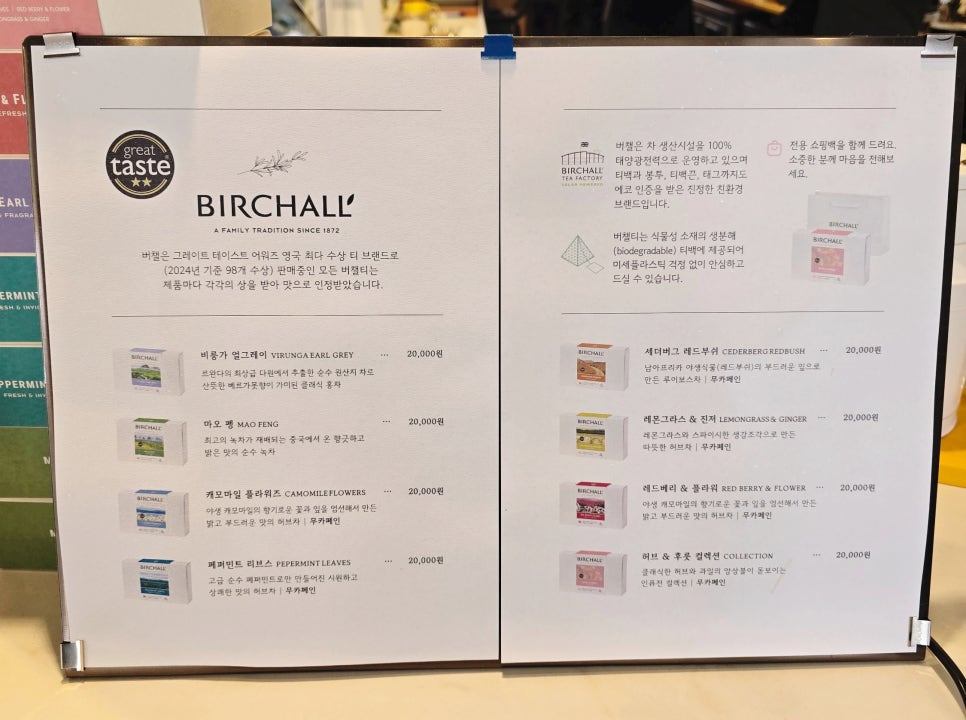 RED BERRY & FLOWER
& GINGER
great
taste
BIRCHALL
A FAMILY TRADITION SINCE 1872
버챌은 그레이트 테이스트 어워즈 영국 최다 수상 티 브랜드로
(2024년 기준 98개 수상) 판매중인 모든 버챌티는
제품마다 각각의 상을 받아 맛으로 인정받았습니다.
비룽가 얼그레이 VIRUNGA EARL GREY ... 20,000원
르완다의 최상급 다원에서 추출한 순수 원산지 차로
산뜻한 베르가못향이 가미된 클래식 홍차
마오 펭 MAO FENG ... 20,000원
최고의 녹차가 재배되는 중국에서 온 향긋하고
맑은 맛의 순수 녹차
캐모마일 플라워즈 CAMOMILE FLOWERS ... 20,000원
야생 캐모마일의 향기로운 꽃과 잎을 엄선해서 만든
밝고 부드러운 맛의 허브차 | 무카페인
페퍼민트 리브스 PEPERMINT LEAVES ... 20,000원
고급 순수 페퍼민트로만 만들어진 시원하고
상쾌한 맛의 허브차 | 무카페인
BIRCHALL
TEA FACTORY
SOLAR POWERED
버챌은 차 생산시설을 100%
태양광전력으로 운영하고 있으며
티백과 봉투, 티백끈, 태그까지도
에코 인증을 받은 진정한 친환경
브랜드입니다.
전용 쇼핑백을 함께 드려요.
소중한 분께 마음을 전해보
세요.
버챌티는 식물성 소재의 생분해
(biodegradable) 티백에 제공되어
미세플라스틱 걱정 없이 안심하고
드실 수 있습니다.
BIRCHALL
세더버그 레드부쉬 CEDERBERG REDBUSH ... 20,000원
남아프리카 야생식물(레드부쉬)의 부드러운 잎으로
만든 루이보스차 | 무카페인
레몬그라스 & 진저 LEMONGRASS & GINGER ... 20,000원
레몬그라스와 스파이시한 생강조각으로 만든
따뜻한 허브차 | 무카페인
레드베리 & 플라워 RED BERRY & FLOWER ... 20,000원
야생 캐모마일의 향기로운 꽃과 잎을 엄선해서 만든
밝고 부드러운 맛의 허브차 | 무카페인
허브 & 후룻 컬렉션 COLLECTION ... 20,000원
클래식한 허브와 과일의 앙상블이 돋보이는
인퓨전 컬렉션 | 무카페인